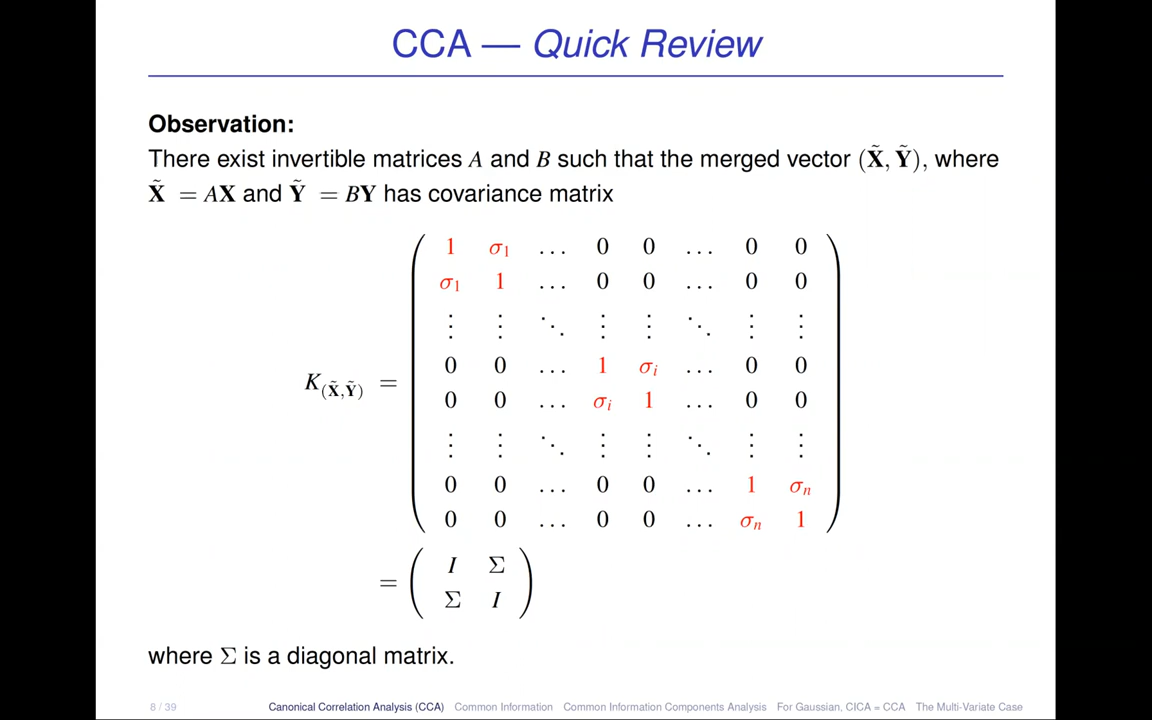 CCA — Quick Review
Observation:
There exist invertible matrices A and B such that the merged vector (X̃, Ỹ), where
X̃ = AX and Ỹ = BY has covariance matrix
1 σ₁ … 0 0 … 0 0
σ₁ 1 … 0 0 … 0 0
⋮ ⋮ ⋱ ⋮ ⋮ ⋱ ⋮ ⋮
0 0 … 1 σᵢ … 0 0
K₍X̃,Ỹ₎ =
0 0 … σᵢ 1 … 0 0
⋮ ⋮ ⋱ ⋮ ⋮ ⋱ ⋮ ⋮
0 0 … 0 0 … 1 σₙ
0 0 … 0 0 … σₙ 1
= ( I Σ
Σ I )
where Σ is a diagonal matrix.
8 / 39 Canonical Correlation Analysis (CCA) Common Information Common Information Components Analysis For Gaussian, CICA = CCA The Multi-Variate Case